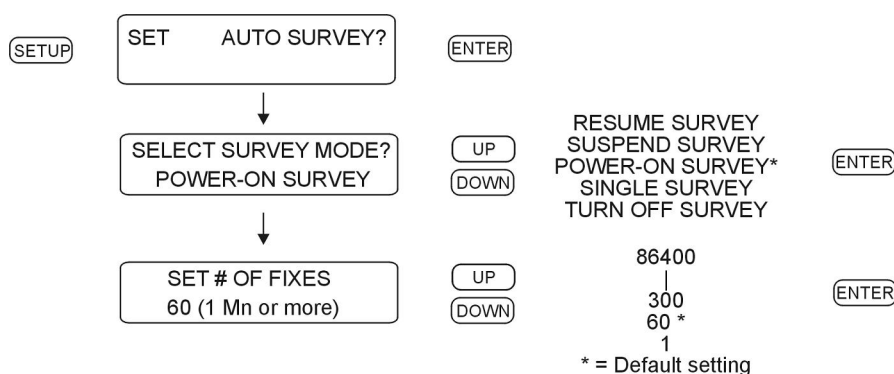 SETUP
SET AUTO SURVEY?
ENTER
SELECT SURVEY MODE?
POWER-ON SURVEY
UP
DOWN
RESUME SURVEY
SUSPEND SURVEY
POWER-ON SURVEY*
SINGLE SURVEY
TURN OFF SURVEY
ENTER
SET # OF FIXES
60 (1 Mn or more)
UP
DOWN
86400
300
60 *
1
* = Default setting
ENTER